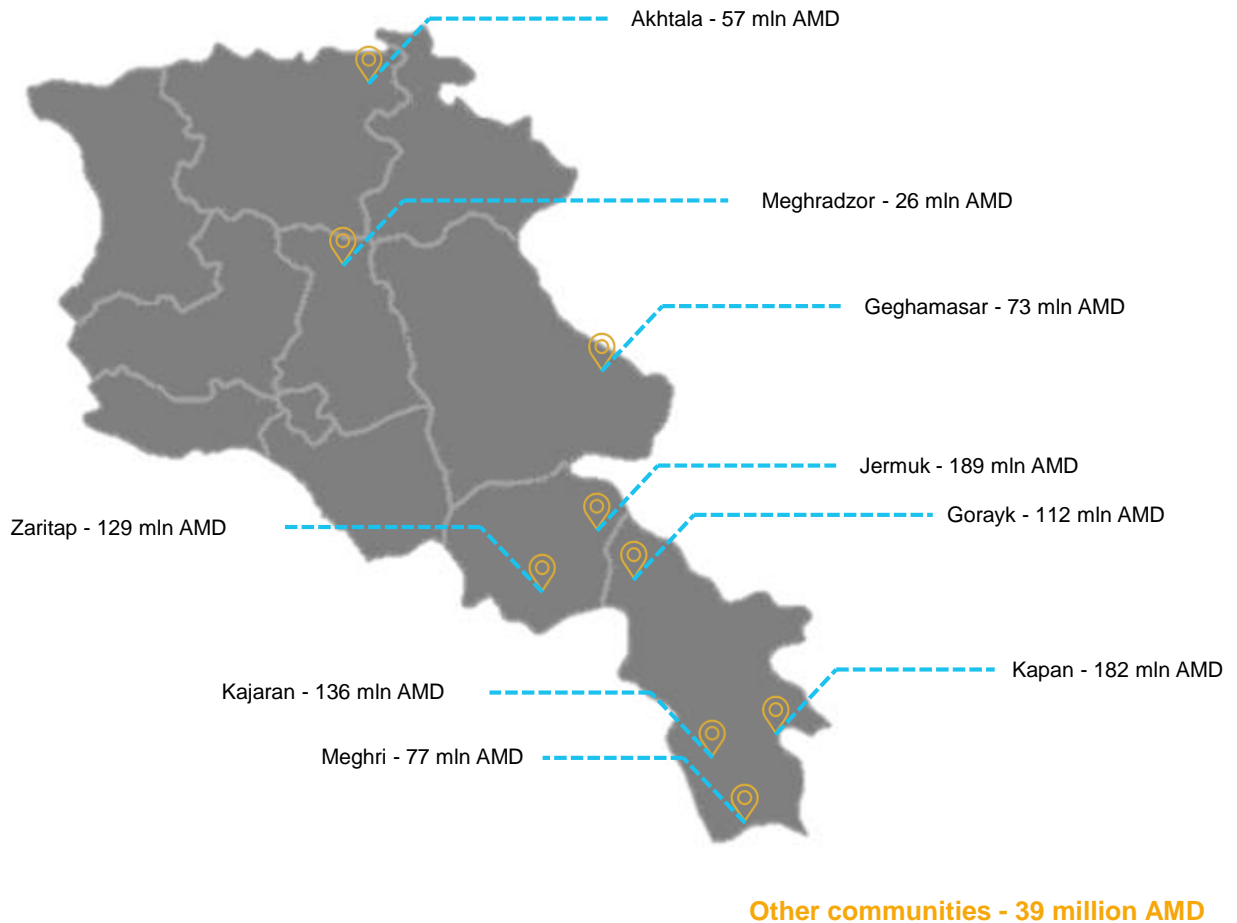 Akhtala - 57 mln AMD
Meghradzor - 26 mln AMD
Geghamasar - 73 mln AMD
Jermuk - 189 mln AMD
Gorayk - 112 mln AMD
Zaritap - 129 mln AMD
Kapan - 182 mln AMD
Kajaran - 136 mln AMD
Meghri - 77 mln AMD
Other communities - 39 million AMD